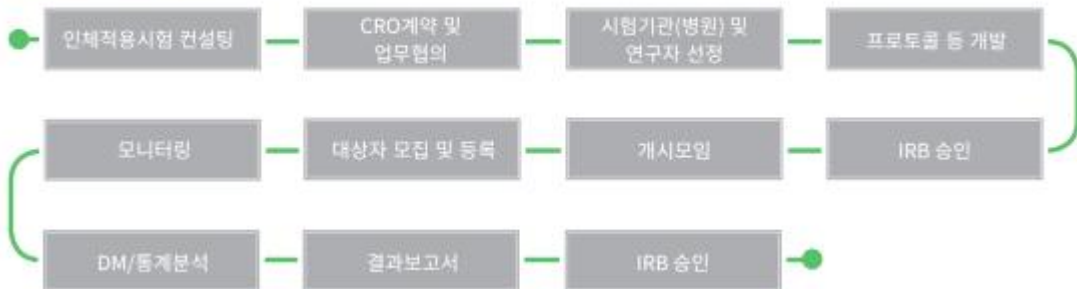 인체적용시험 컨설팅
CRO계약 및
업무협의
시험기관(병원) 및
연구자 선정
프로토콜 등 개발
IRB 승인
개시모임
대상자 모집 및 등록
모니터링
DM/통계분석
결과보고서
IRB 승인